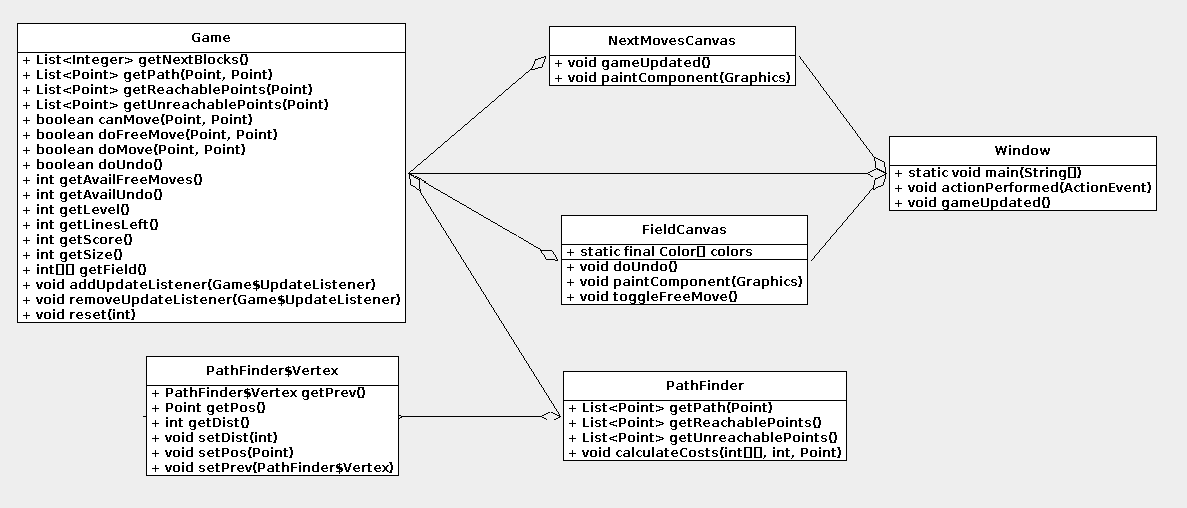 Game
+ List<Integer> getNextBlocks()
+ List<Point> getPath(Point, Point)
+ List<Point> getReachablePoints(Point)
+ List<Point> getUnreachablePoints(Point)
+ boolean canMove(Point, Point)
+ boolean doFreeMove(Point, Point)
+ boolean doMove(Point, Point)
+ boolean doUndo()
+ int getAvailFreeMoves()
+ int getAvailUndo()
+ int getLevel()
+ int getLinesLeft()
+ int getScore()
+ int getSize()
+ int[][] getField()
+ void addUpdateListener(Game$UpdateListener)
+ void removeUpdateListener(Game$UpdateListener)
+ void reset(int)
NextMovesCanvas
+ void gameUpdated()
+ void paintComponent(Graphics)
Window
+ static void main(String[])
+ void actionPerformed(ActionEvent)
+ void gameUpdated()
FieldCanvas
+ static final Color[] colors
+ void doUndo()
+ void paintComponent(Graphics)
+ void toggleFreeMove()
PathFinder$Vertex
+ PathFinder$Vertex getPrev()
+ Point getPos()
+ int getDist()
+ void setDist(int)
+ void setPos(Point)
+ void setPrev(PathFinder$Vertex)
PathFinder
+ List<Point> getPath(Point)
+ List<Point> getReachablePoints()
+ List<Point> getUnreachablePoints()
+ void calculateCosts(int[][], int, Point)